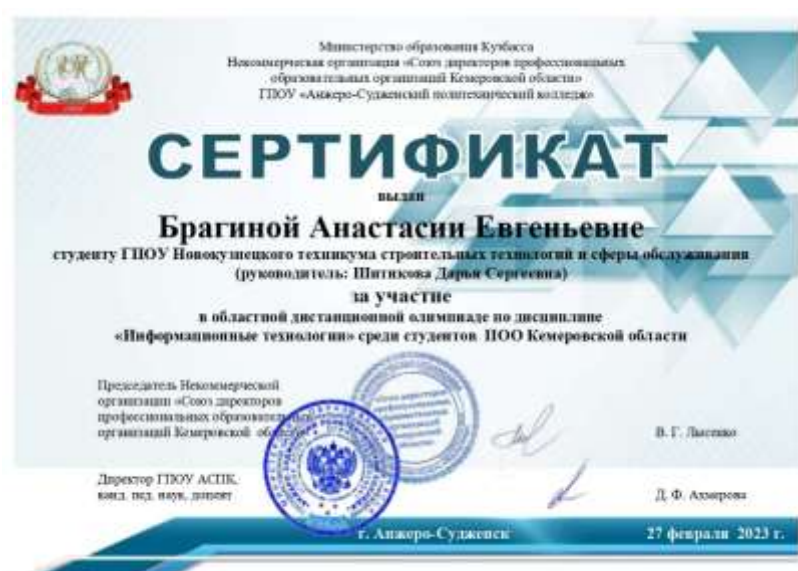 Министерство образования Кузбасса
Некоммерческая организация «Союз директоров профессиональных
образовательных организаций Кемеровской области»
ГПОУ «Анжеро-Судженский политехнический колледж»
СЕРТИФИКАТ
выдан
Брагиной Анастасии Евгеньевне
студенту ГПОУ Новокузнецкого техникума строительных технологий и сферы обслуживания
(руководитель: Шитикова Дарья Сергеевна)
за участие
в областной дистанционной олимпиаде по дисциплине
«Информационные технологии» среди студентов ПОО Кемеровской области
Председатель Некоммерческой
организации «Союз директоров
профессиональных образовательных
организаций Кемеровской области»
В. Г. Лысенко
Директор ГПОУ АСПК,
канд. пед. наук, доцент
Д. Ф. Ахмерова
г. Анжеро-Судженск
27 февраля 2023 г.